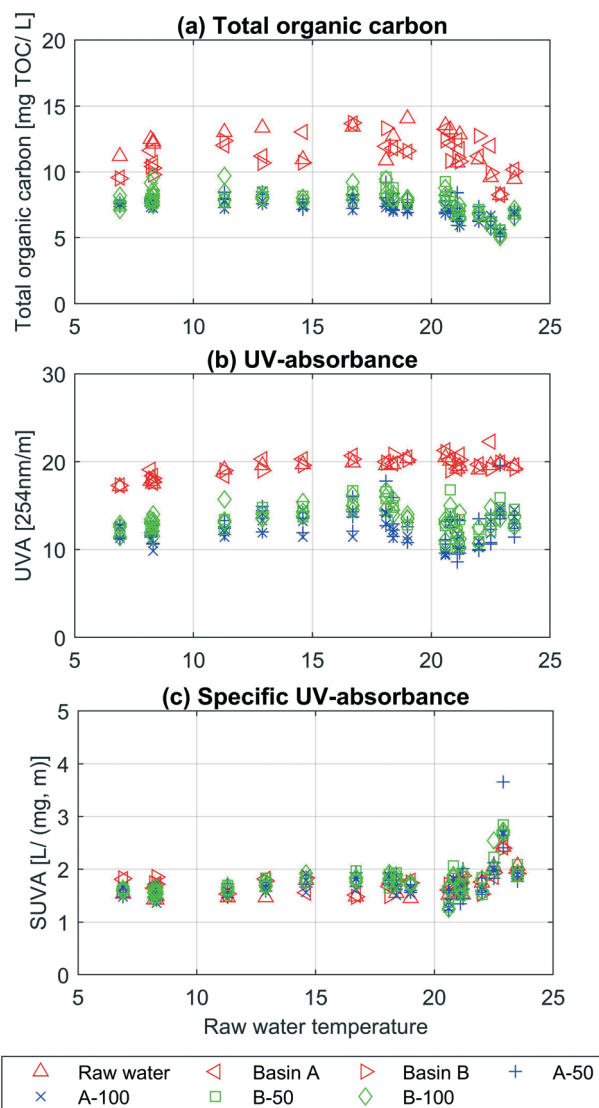 (a) Total organic carbon
Total organic carbon [mg TOC/ L]
20
15
10
5
0
5 10 15 20 25
(b) UV-absorbance
UVA [254nm/m]
30
20
10
0
5 10 15 20 25
(c) Specific UV-absorbance
SUVA [L/ (mg, m)]
5
4
3
2
1
0
5 10 15 20 25
Raw water temperature
Raw water Basin A Basin B A-50
A-100 B-50 B-100